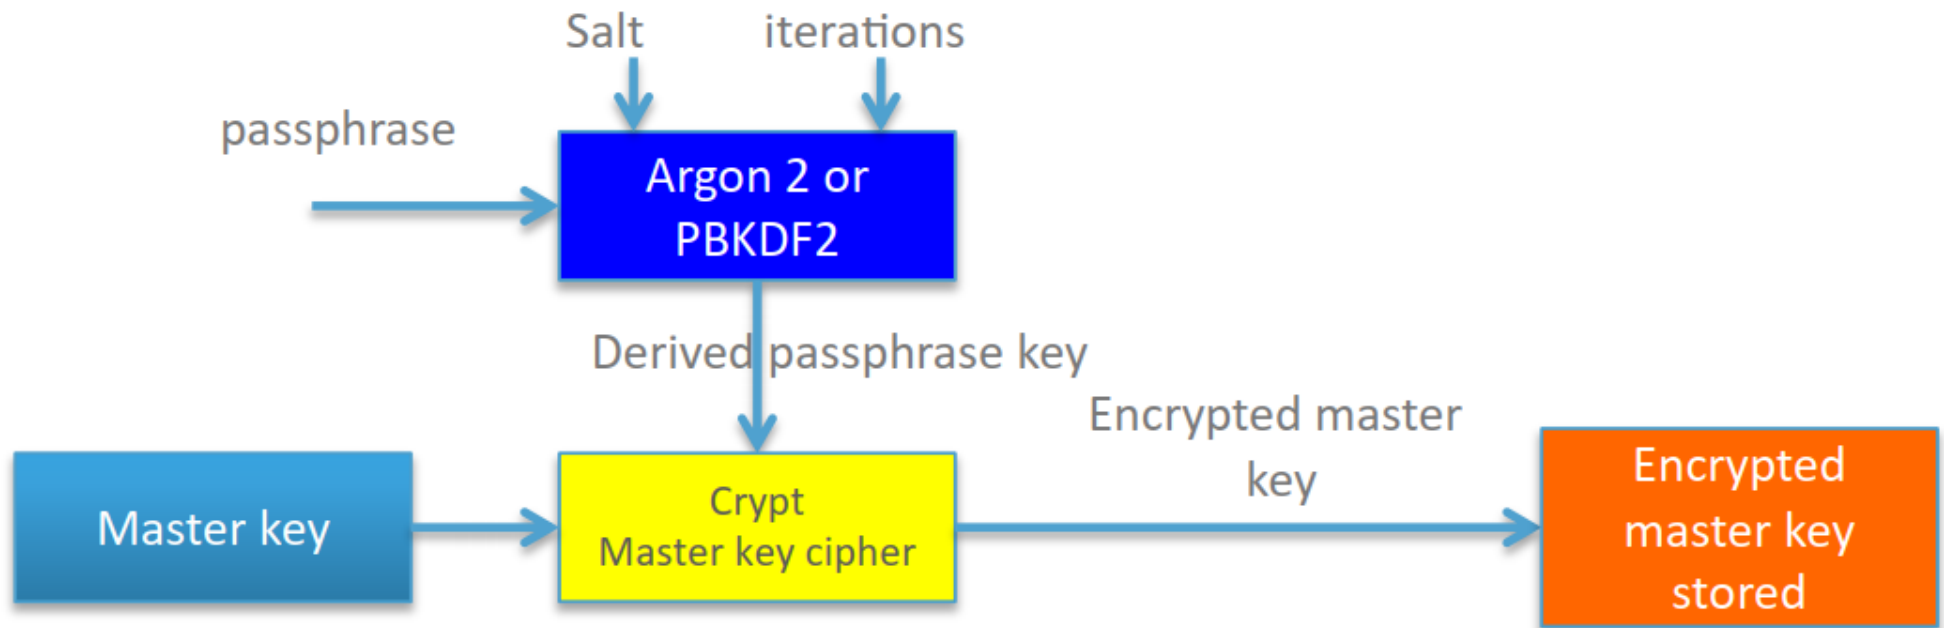 Salt
iterations
passphrase
Argon 2 or
PBKDF2
Derived passphrase key
Encrypted master
key
Master key
Crypt
Master key cipher
Encrypted
master key
stored